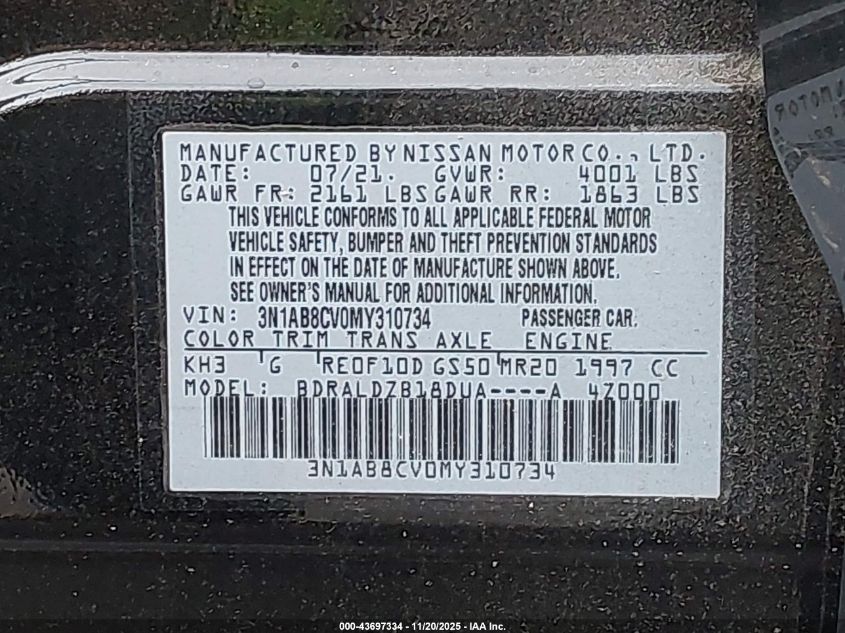 MANUFACTURED BY NISSAN MOTOR CO., LTD.
DATE: 07/21. GVWR: 4001 LBS
GAWR FR: 2161 LBS GAWR RR: 1863 LBS
THIS VEHICLE CONFORMS TO ALL APPLICABLE FEDERAL MOTOR
VEHICLE SAFETY, BUMPER AND THEFT PREVENTION STANDARDS
IN EFFECT ON THE DATE OF MANUFACTURE SHOWN ABOVE.
SEE OWNER'S MANUAL FOR ADDITIONAL INFORMATION.
VIN: 3N1AB8CV0MY310734 PASSENGER CAR.
COLOR TRIM TRANS AXLE ENGINE
KH3 G RE0F10D GS50 MR20 1997 CC
MODEL: BDRALDZB18DUA----A 4Z000
3N1AB8CV0MY310734
000-43697334 - 11/20/2025 - IAA Inc.